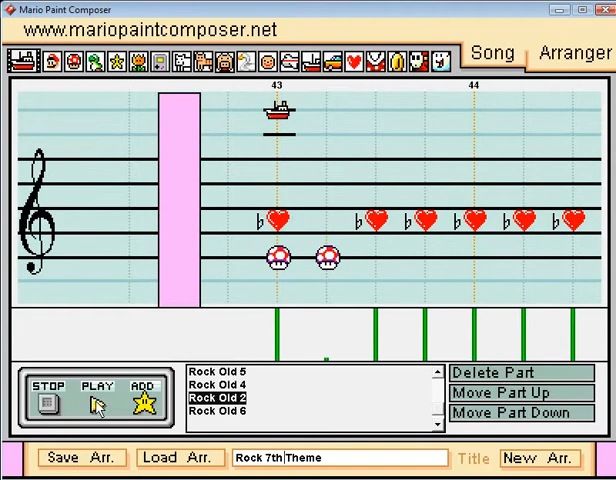 Mario Paint Composer
www.mariopaintcomposer.net
Song Arranger
43 44
STOP PLAY ADD
Rock Old 5
Rock Old 4
Rock Old 2
Rock Old 6
Delete Part
Move Part Up
Move Part Down
Save Arr. Load Arr. Rock 7th Theme Title New Arr.